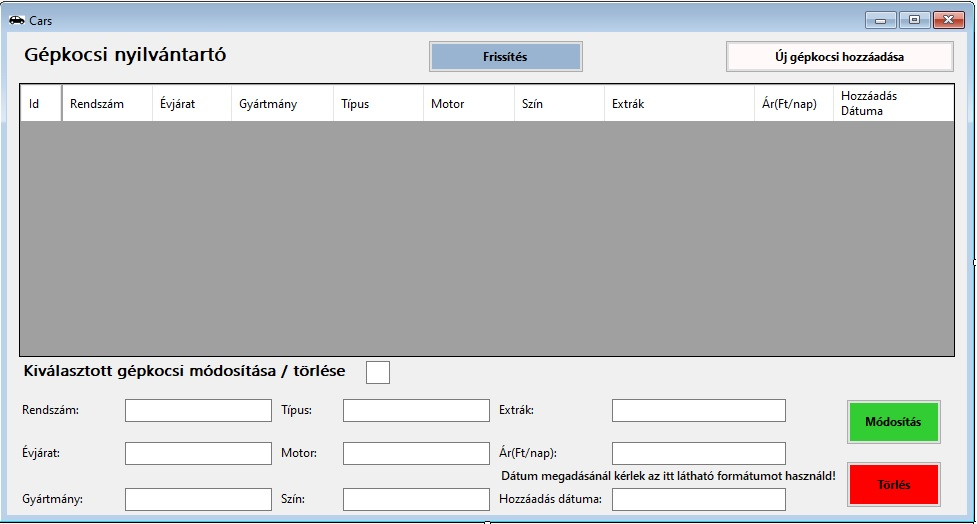 Cars
Gépkocsi nyilvántartó
Frissítés
Új gépkocsi hozzáadása
Id Rendszám Évjárat Gyártmány Típus Motor Szín Extrák Ár(Ft/nap) Hozzáadás
Dátuma
Kiválasztott gépkocsi módosítása / törlése
Rendszám: Típus: Extrák:
Módosítás
Évjárat: Motor: Ár(Ft/nap):
Dátum megadásánál kérlek az itt látható formátumot használd!
Törlés
Gyártmány: Szín: Hozzáadás dátuma: